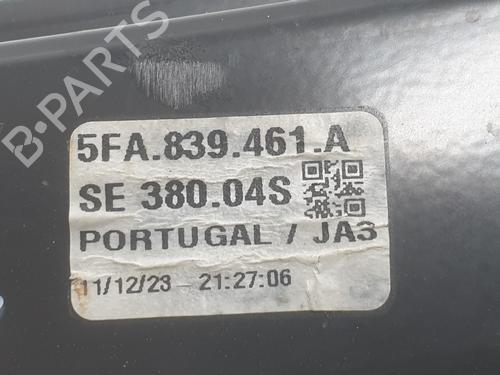 B-PARTS
5FA.839.461.A
SE 380.04S
PORTUGAL / JA3
11/12/23 - 21:27:06